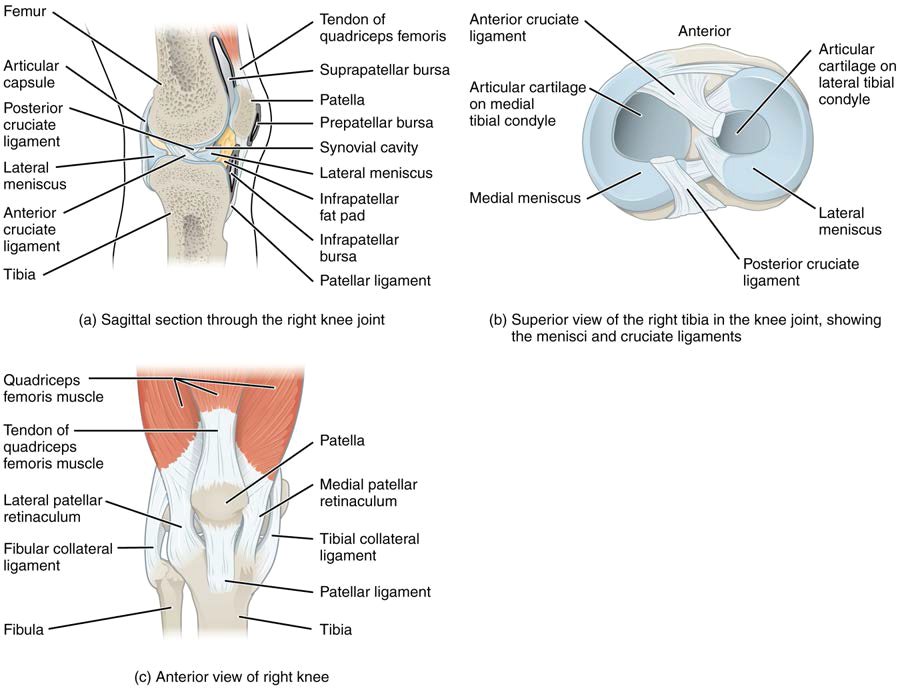 Femur
Articular
capsule
Posterior
cruciate
ligament
Lateral
meniscus
Anterior
cruciate
ligament
Tibia
Tendon of
quadriceps femoris
Suprapatellar bursa
Patella
Prepatellar bursa
Synovial cavity
Lateral meniscus
Infrapatellar
fat pad
Infrapatellar
bursa
Patellar ligament
(a) Sagittal section through the right knee joint
Anterior cruciate
ligament
Anterior
Articular
cartilage on
lateral tibial
condyle
Articular cartilage
on medial
tibial condyle
Medial meniscus
Lateral
meniscus
Posterior cruciate
ligament
(b) Superior view of the right tibia in the knee joint, showing
the menisci and cruciate ligaments
Quadriceps
femoris muscle
Tendon of
quadriceps
femoris muscle
Lateral patellar
retinaculum
Fibular collateral
ligament
Fibula
Patella
Medial patellar
retinaculum
Tibial collateral
ligament
Patellar ligament
Tibia
(c) Anterior view of right knee